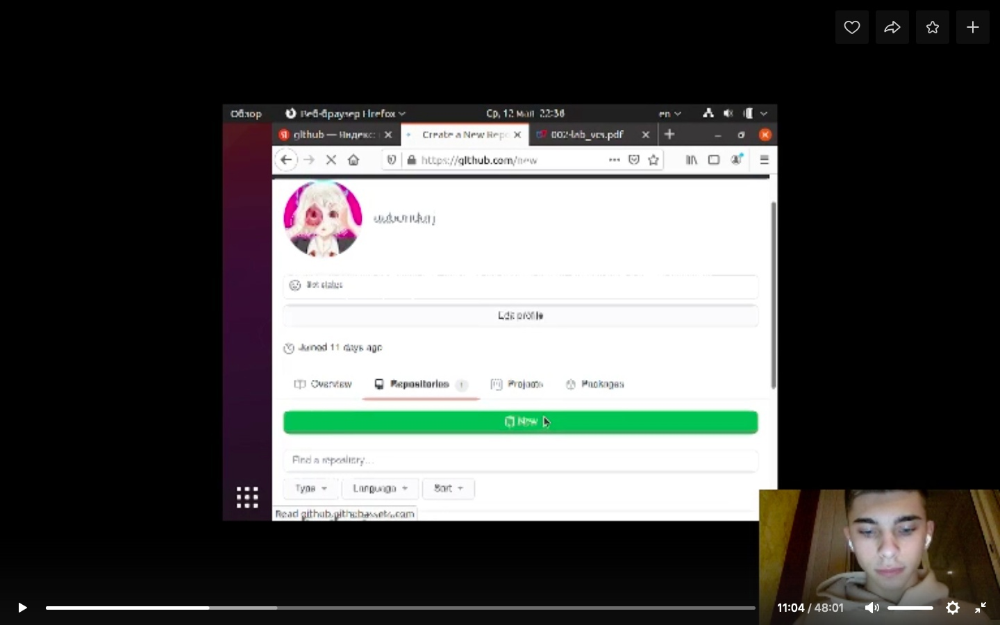 Обзор
Веб-браузер Firefox
Ср, 12 мая 22:36
en
github — Яндекс:
Create a New Repo
002-lab_vcs.pdf
https://github.com/new
Set status
Edit profile
Joined 11 days ago
Overview
Repositories 1
Projects
Packages
New
Find a repository...
Type
Language
Sort
Read github.githubassets.com
11:04 / 48:01